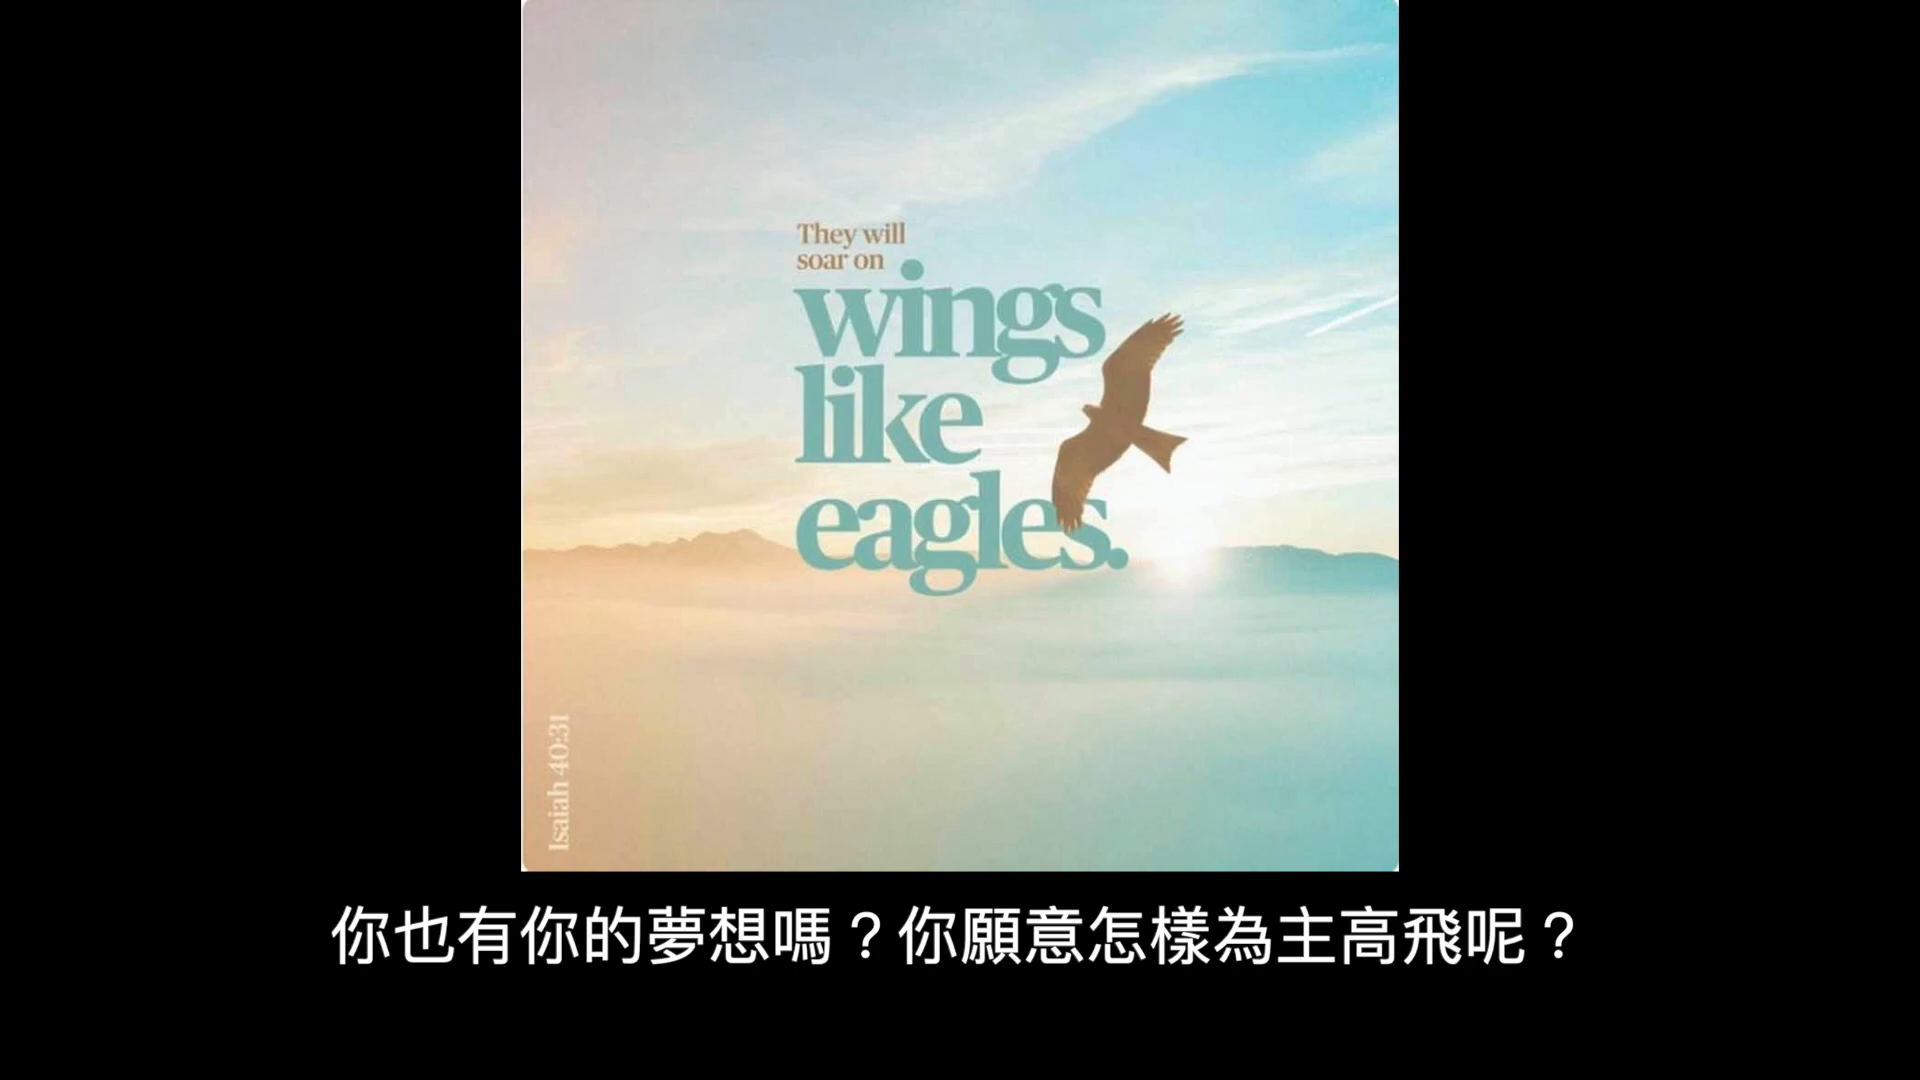 They will
soar on
wings
like
eagles.
Isaiah 40:31
你也有你的夢想嗎？你願意怎樣為主高飛呢？